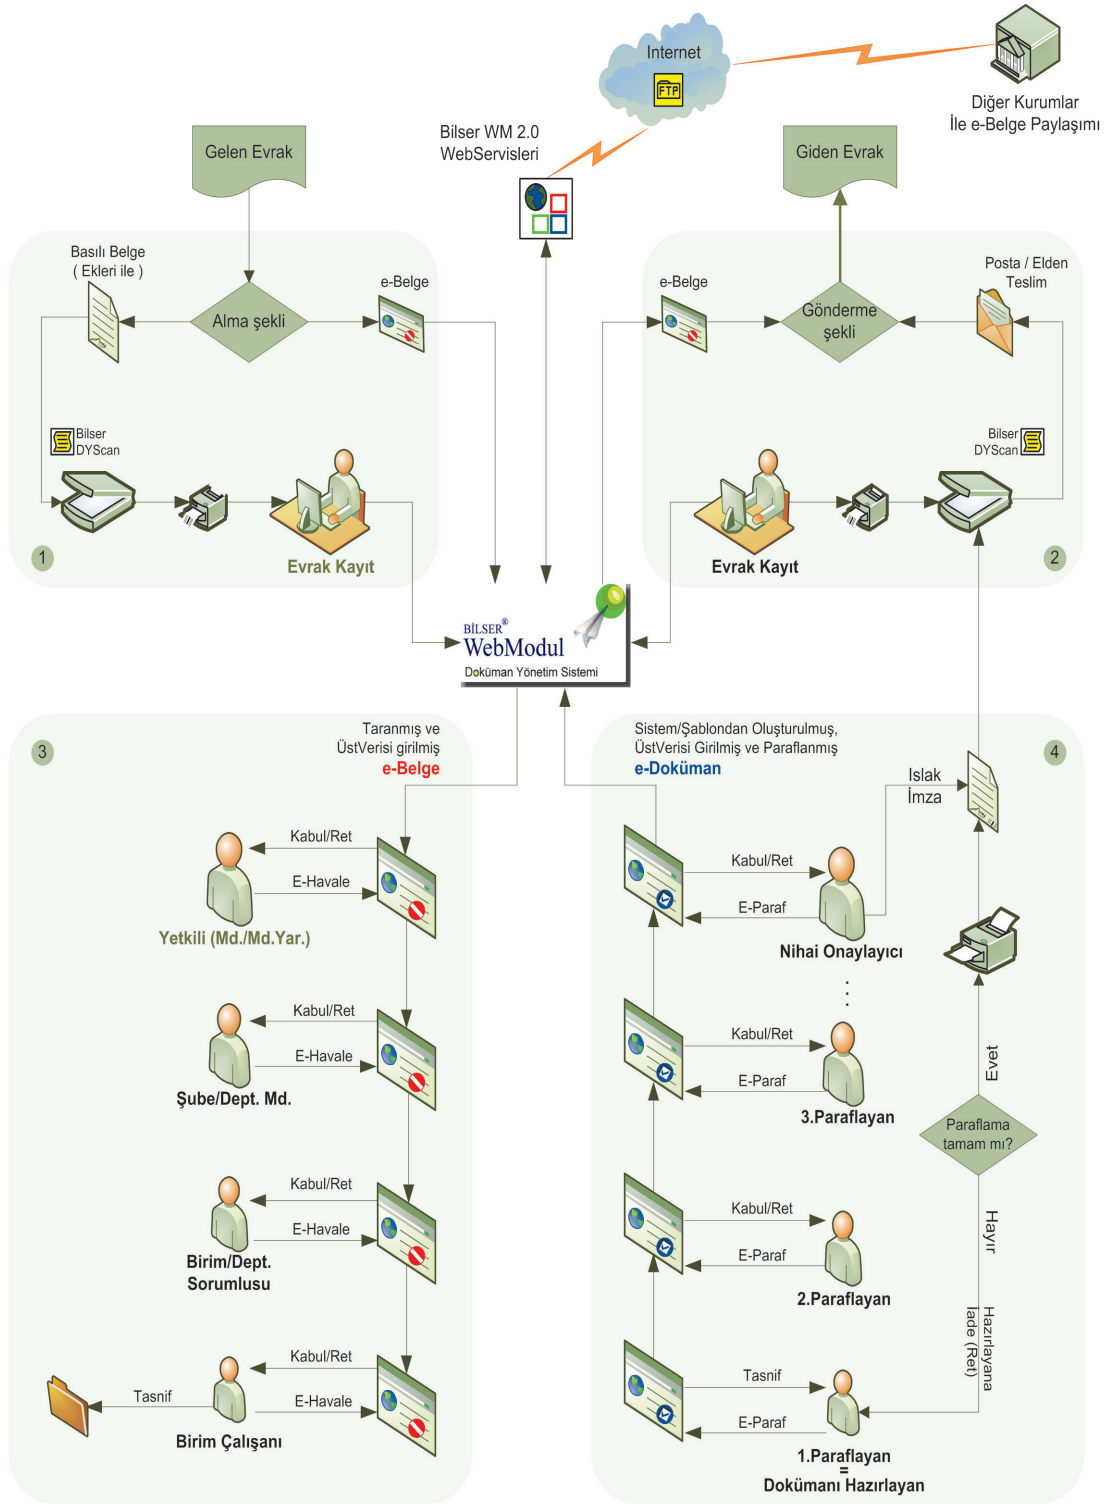 Internet
FTP
Diğer Kurumlar
İle e-Belge Paylaşımı
Bilser WM 2.0
WebServisleri
Gelen Evrak
Giden Evrak
Basılı Belge
( Ekleri ile )
Alma şekli
e-Belge
Bilser
DYScan
Evrak Kayıt
1
e-Belge
Gönderme
şekli
Posta / Elden
Teslim
Bilser
DYScan
Evrak Kayıt
2
BİLSER®
WebModul
Doküman Yönetim Sistemi
3
Taranmış ve
ÜstVerisi girilmiş
e-Belge
Kabul/Ret
E-Havale
Yetkili (Md./Md.Yar.)
Kabul/Ret
E-Havale
Şube/Dept. Md.
Kabul/Ret
E-Havale
Birim/Dept.
Sorumlusu
Kabul/Ret
Tasnif
E-Havale
Birim Çalışanı
Sistem/Şablondan Oluşturulmuş,
ÜstVerisi Girilmiş ve Paraflanmış
e-Doküman
4
Islak
İmza
Kabul/Ret
E-Paraf
Nihai Onaylayıcı
Kabul/Ret
E-Paraf
3.Paraflayan
Evet
Paraflama
tamam mı?
Hayır
Kabul/Ret
E-Paraf
2.Paraflayan
Hazırlayana
İade (Ret)
Tasnif
E-Paraf
1.Paraflayan
=
Dokümanı Hazırlayan